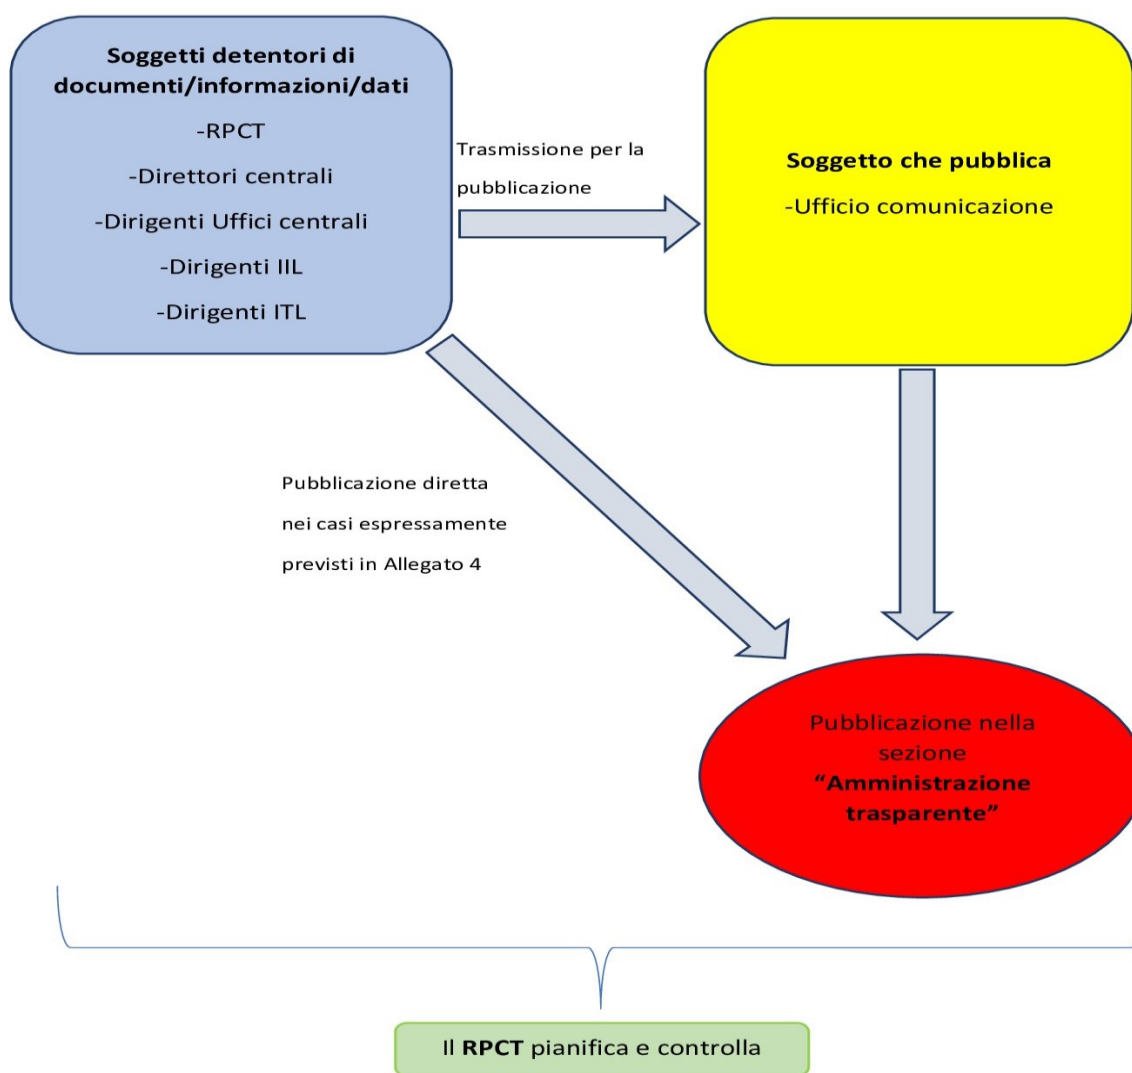 Soggetti detentori di
documenti/informazioni/dati
-RPCT
-Direttori centrali
-Dirigenti Uffici centrali
-Dirigenti IIL
-Dirigenti ITL
Trasmissione per la
pubblicazione
Soggetto che pubblica
-Ufficio comunicazione
Pubblicazione diretta
nei casi espressamente
previsti in Allegato 4
Pubblicazione nella
sezione
“Amministrazione
trasparente”
Il RPCT pianifica e controlla